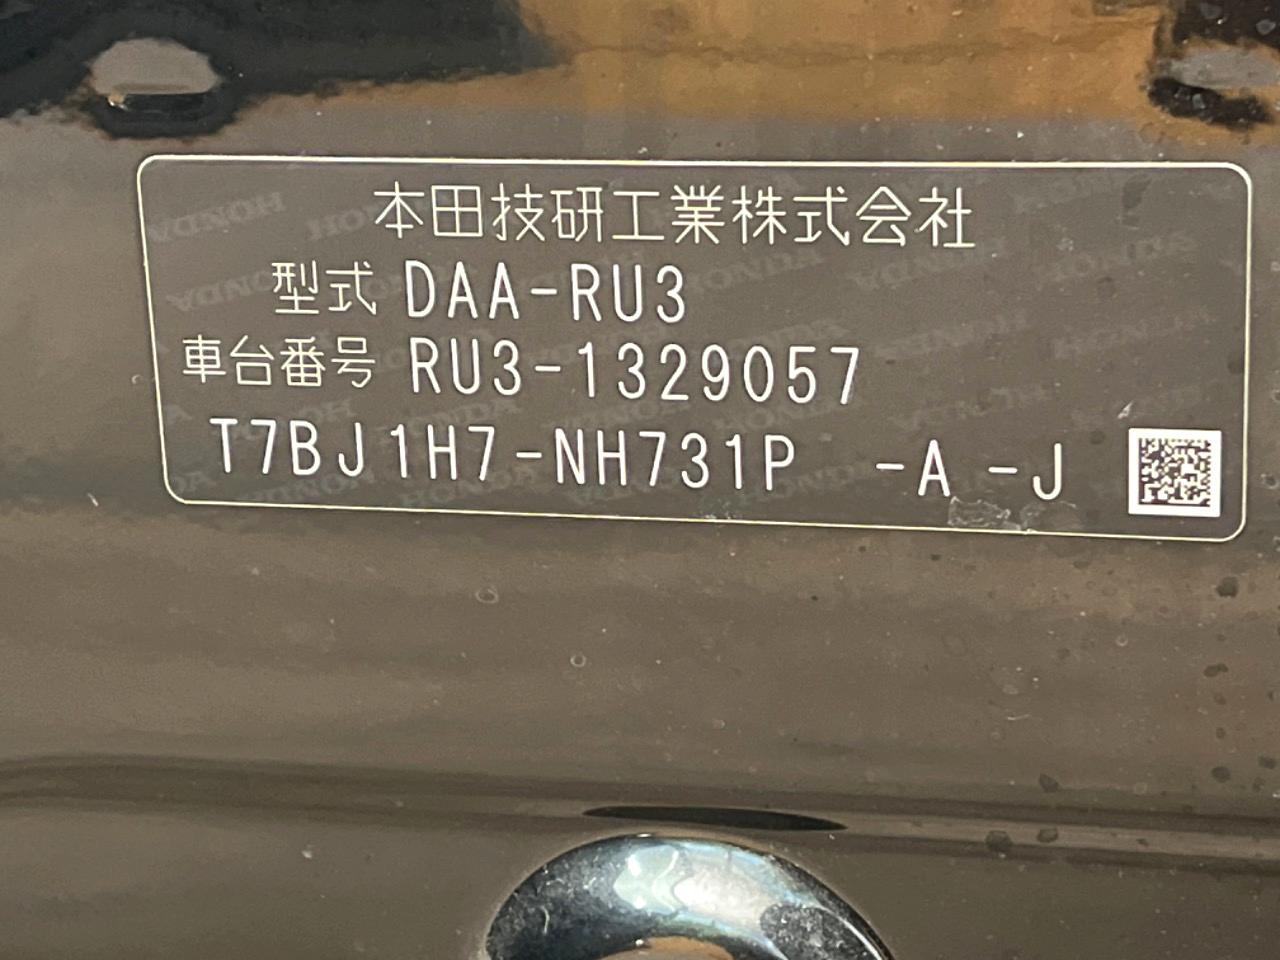 本田技研工業株式会社
型式 DAA-RU3
車台番号 RU3-1329057
T7BJ1H7-NH731P -A -J